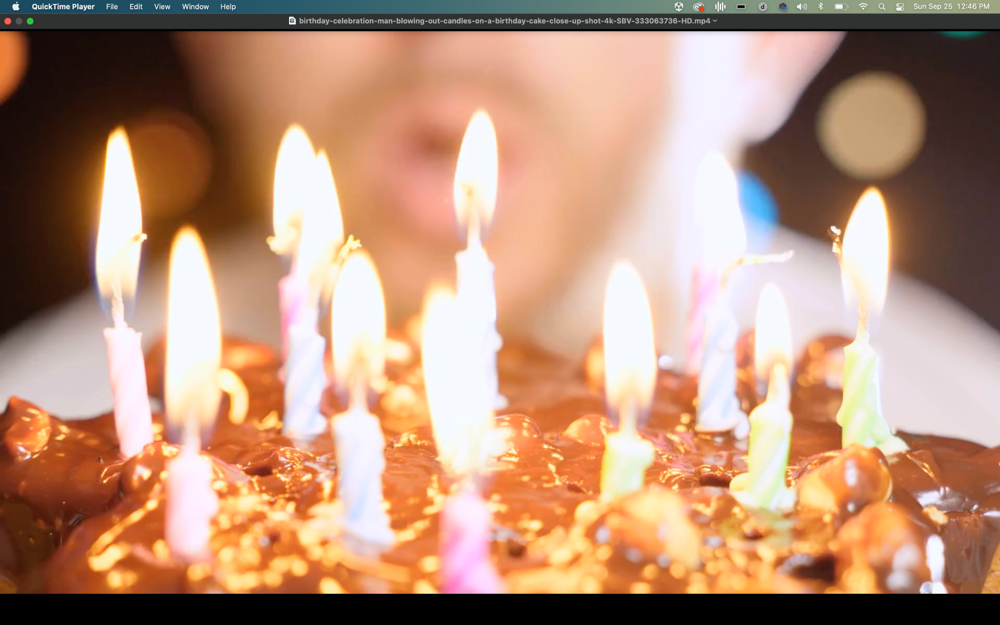 QuickTime Player File Edit View Window Help d Sun Sep 25 12:46 PM
birthday-celebration-man-blowing-out-candles-on-a-birthday-cake-close-up-shot-4k-SBV-333063736-HD.mp4